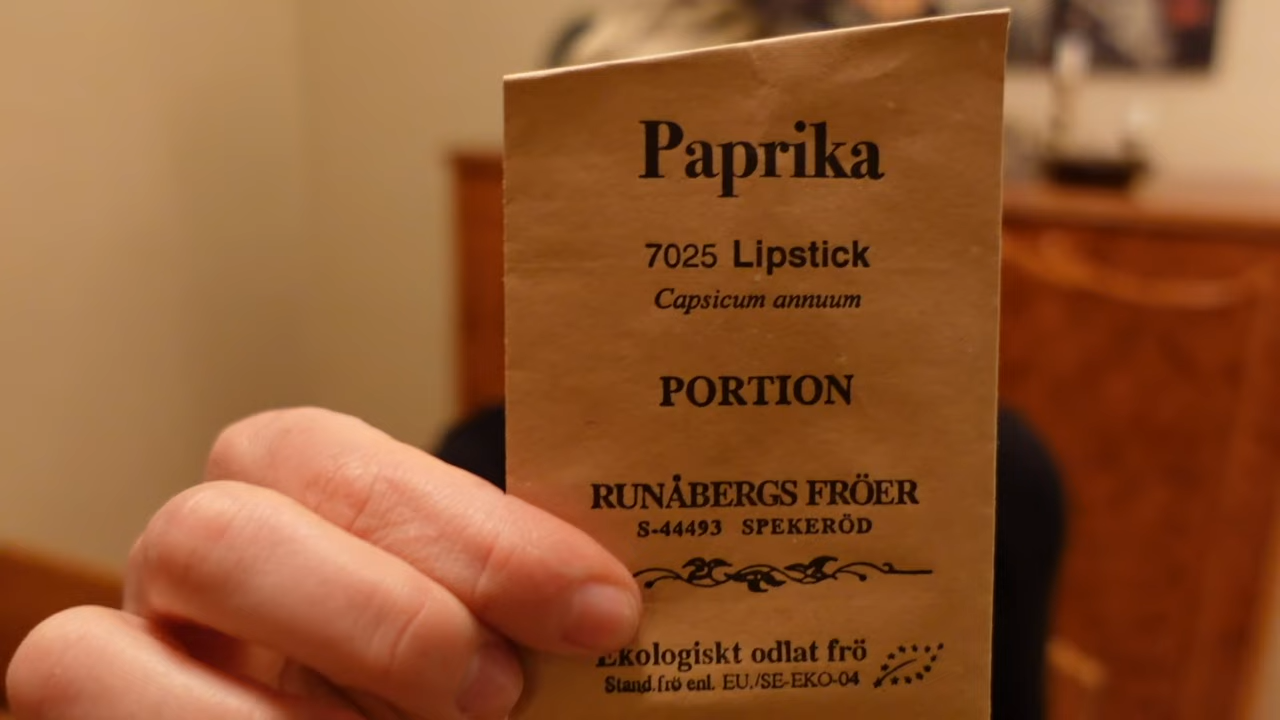 Paprika
7025 Lipstick
Capsicum annuum
PORTION
RUNÅBERGS FRÖER
S-44493 SPEKERÖD
Ekologiskt odlat frö
Stand.frö enl. EU./SE-EKO-04